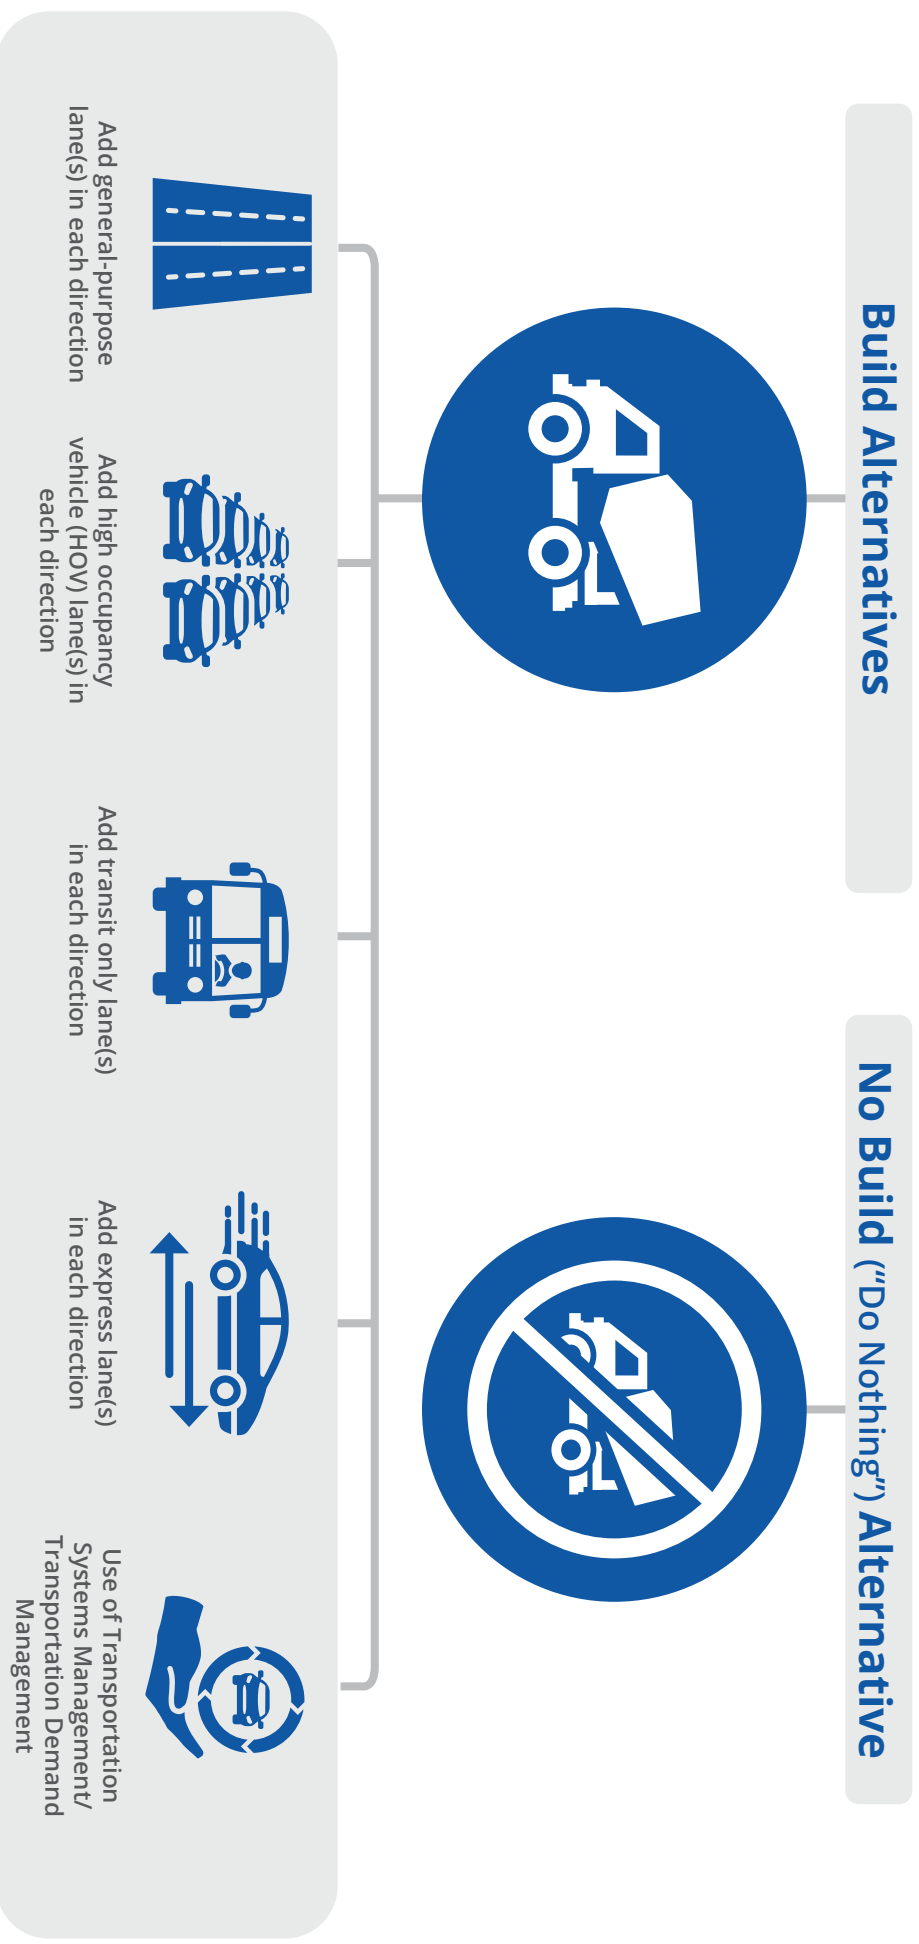 Build Alternatives
No Build (“Do Nothing”) Alternative
Add general-purpose
lane(s) in each direction
Add high occupancy
vehicle (HOV) lane(s) in
each direction
Add transit only lane(s)
in each direction
Add express lane(s)
in each direction
Use of Transportation
Systems Management/
Transportation Demand
Management